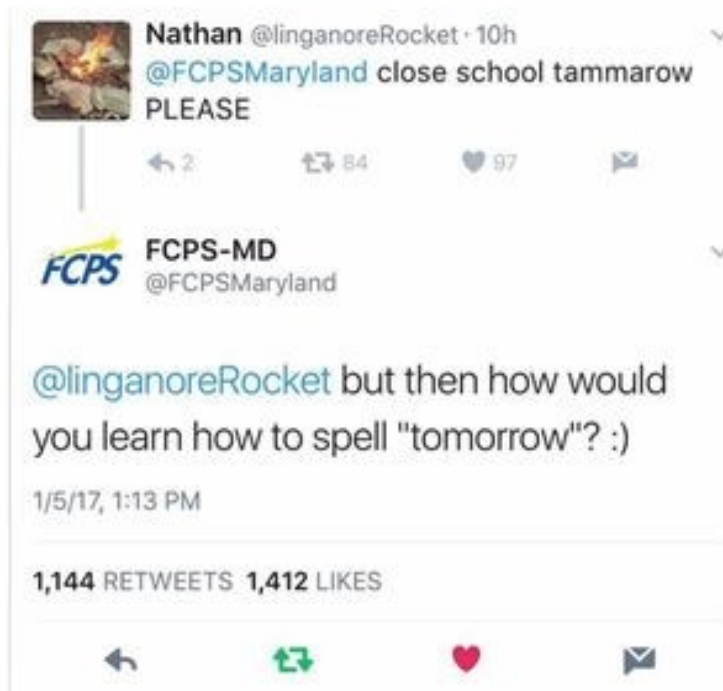 Nathan @linganoreRocket · 10h
@FCPSMaryland close school tammarow
PLEASE
2 84 97
FCPS
FCPS-MD
@FCPSMaryland
@linganoreRocket but then how would
you learn how to spell "tomorrow"? :)
1/5/17, 1:13 PM
1,144 RETWEETS 1,412 LIKES